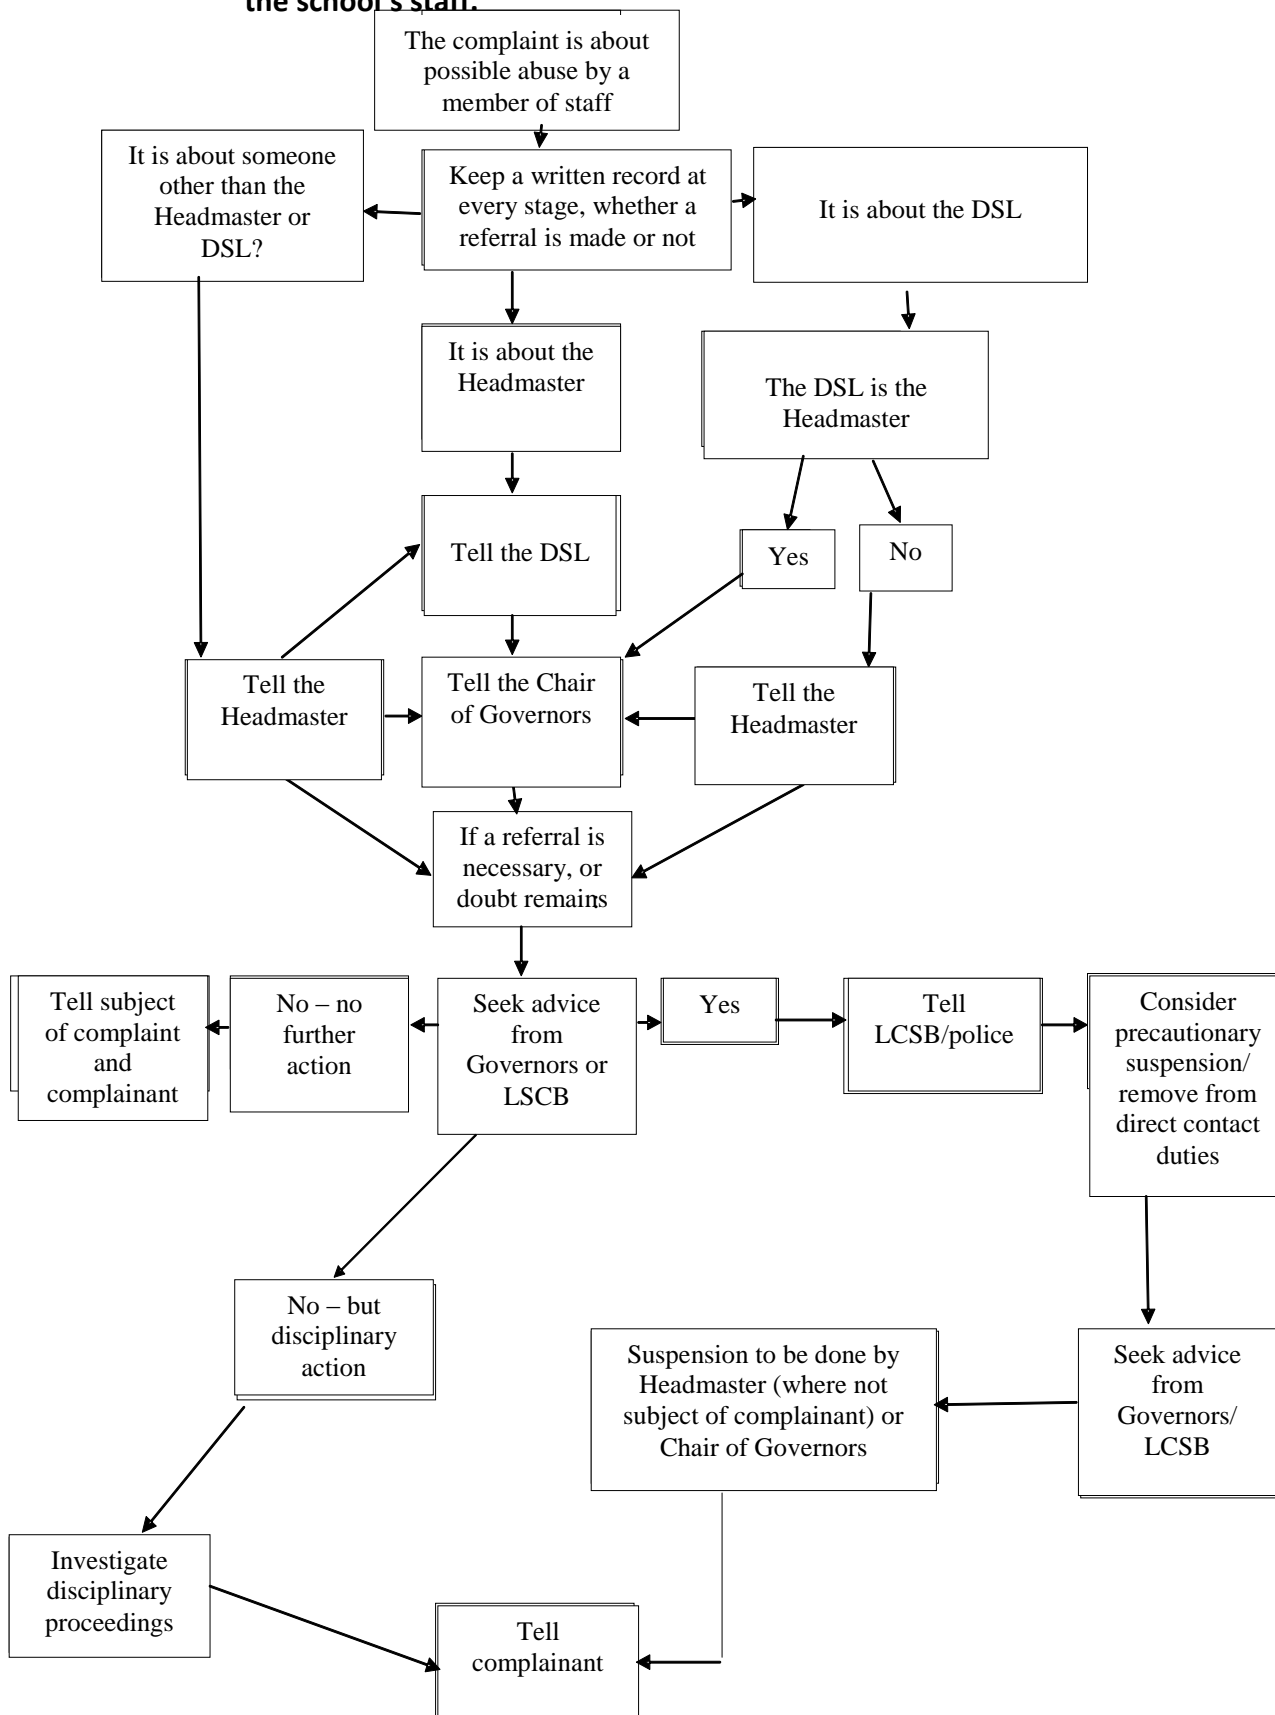 the school's staff.
The complaint is about
possible abuse by a
member of staff
It is about someone
other than the
Headmaster or
DSL?
Keep a written record at
every stage, whether a
referral is made or not
It is about the DSL
It is about the
Headmaster
The DSL is the
Headmaster
Tell the DSL
Yes
No
Tell the
Headmaster
Tell the Chair
of Governors
Tell the
Headmaster
If a referral is
necessary, or
doubt remains
Tell subject
of complaint
and
complainant
No – no
further
action
Seek advice
from
Governors or
LSCB
Yes
Tell
LCSB/police
Consider
precautionary
suspension/
remove from
direct contact
duties
No – but
disciplinary
action
Suspension to be done by
Headmaster (where not
subject of complainant) or
Chair of Governors
Seek advice
from
Governors/
LCSB
Investigate
disciplinary
proceedings
Tell
complainant